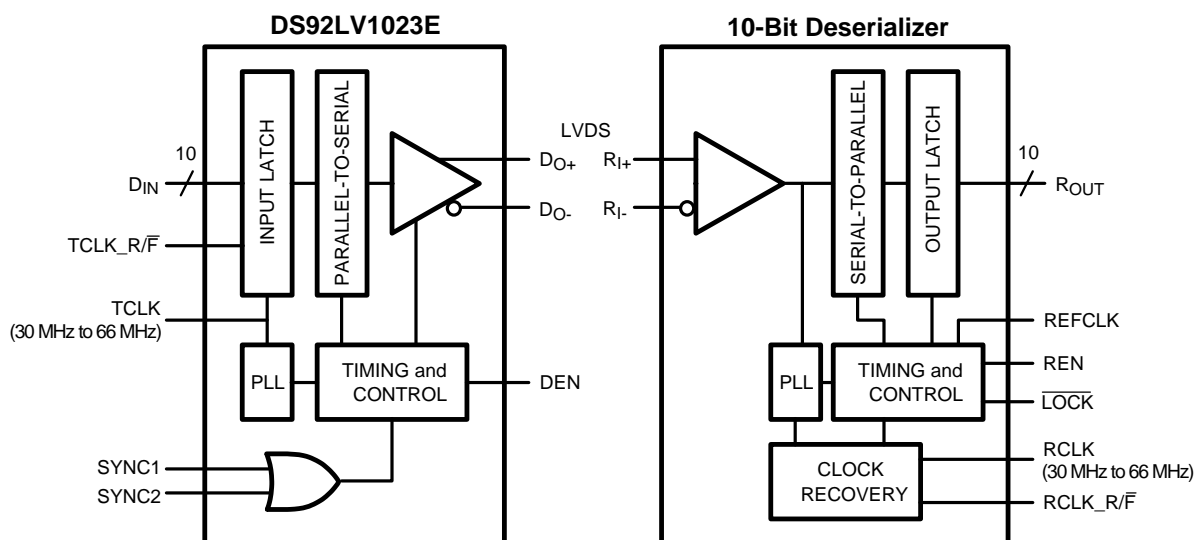 DS92LV1023E
10-Bit Deserializer
INPUT LATCH
PARALLEL-TO-SERIAL
SERIAL-TO-PARALLEL
OUTPUT LATCH
LVDS
10
10
DIN
DO+
RI+
ROUT
DO-
RI-
TCLK_R/F̅
TCLK
(30 MHz to 66 MHz)
REFCLK
PLL
TIMING and
CONTROL
DEN
PLL
TIMING and
CONTROL
REN
L̅O̅C̅K̅
SYNC1
SYNC2
CLOCK
RECOVERY
RCLK
(30 MHz to 66 MHz)
RCLK_R/F̅